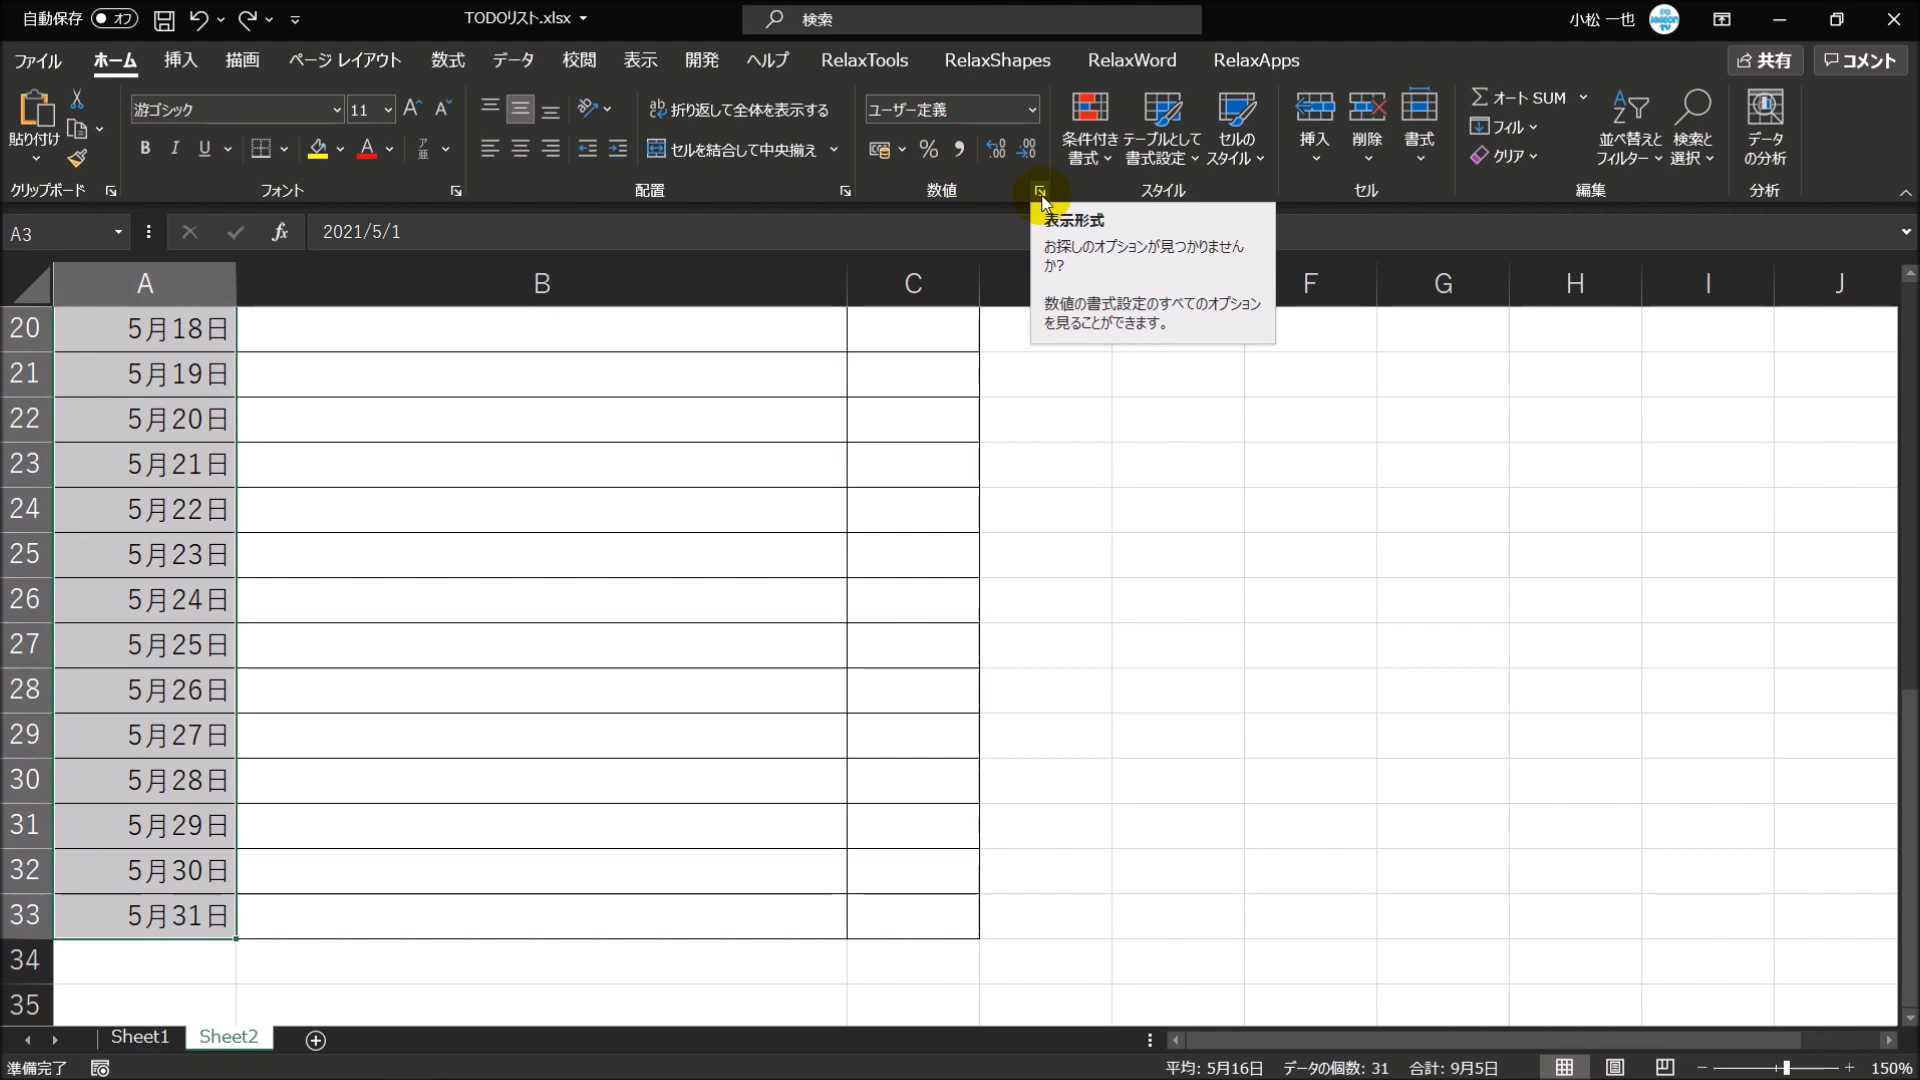 自動保存 オフ TODOリスト.xlsx 検索 小松 一也
ファイル ホーム 挿入 描画 ページ レイアウト 数式 データ 校閲 表示 開発 ヘルプ RelaxTools RelaxShapes RelaxWord RelaxApps 共有 コメント
貼り付け
クリップボード
游ゴシック 11
B I U
フォント
折り返して全体を表示する
セルを結合して中央揃え
配置
ユーザー定義
数値
条件付き書式
テーブルとして書式設定
セルのスタイル
スタイル
挿入 削除 書式
セル
オート SUM
フィル
クリア
並べ替えと
フィルター
検索と
選択
編集
データ
の分析
分析
A3 fx 2021/5/1
表示形式
お探しのオプションが見つかりません
か?
数値の書式設定のすべてのオプション
を見ることができます。
A B C F G H I J
20 5月18日
21 5月19日
22 5月20日
23 5月21日
24 5月22日
25 5月23日
26 5月24日
27 5月25日
28 5月26日
29 5月27日
30 5月28日
31 5月29日
32 5月30日
33 5月31日
34
35
Sheet1 Sheet2
準備完了 平均: 5月16日 データの個数: 31 合計: 9月5日 150%